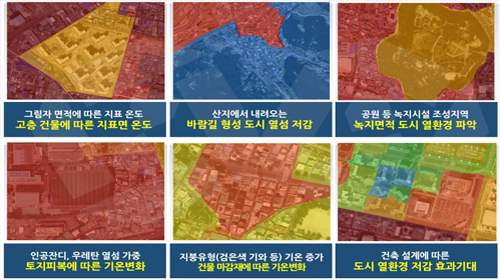 그림자 면적에 따른 지표 온도
고층 건물에 따른 지표면 온도
산지에서 내려오는
바람길 형성 도시 열섬 저감
공원 등 녹지시설 조성지역
녹지면적 도시 열환경 파악
인공잔디, 우레탄 열섬 가중
토지피복에 따른 기온변화
지붕유형(검은색 기와 등) 기온 증가
건물 마감재에 따른 기온변화
건축 설계에 따른
도시 열환경 저감 효과기대